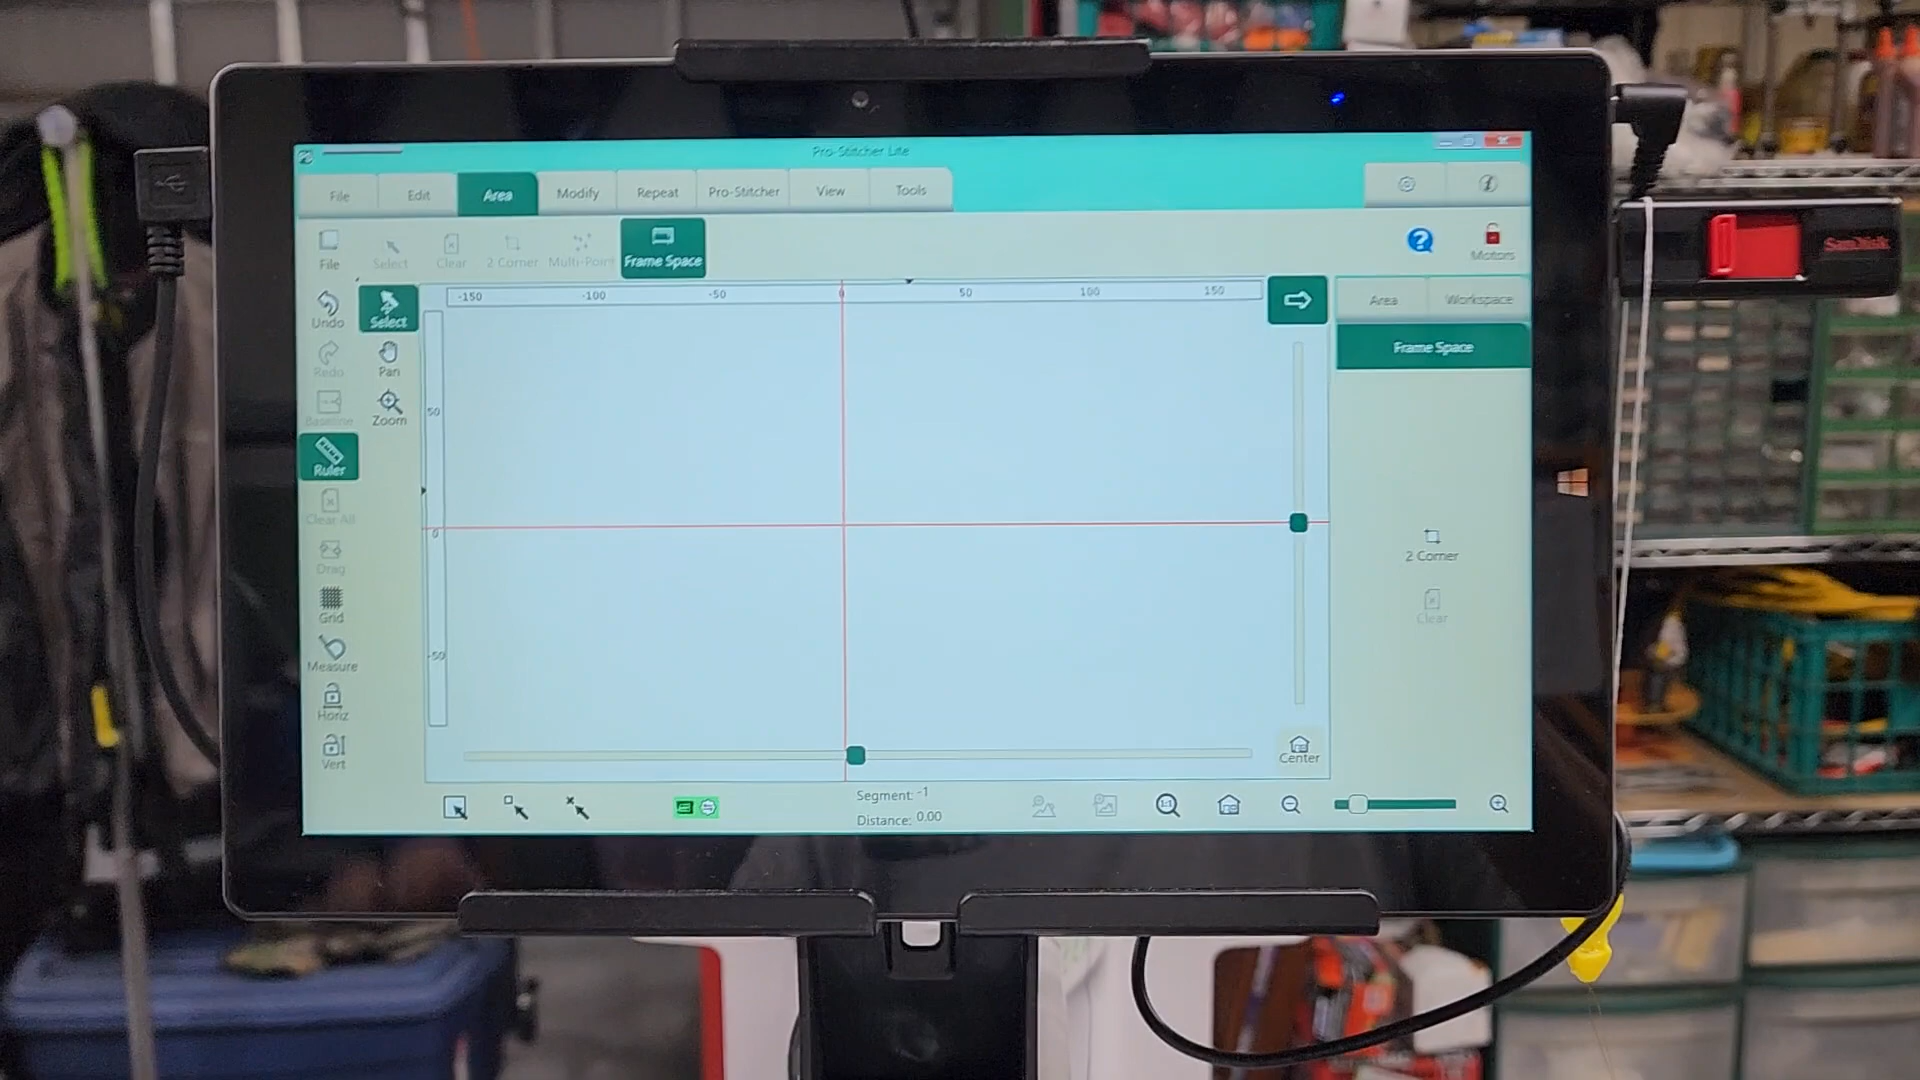 Pro-Stitcher Lite
File Edit Area Modify Repeat Pro-Stitcher View Tools
File Select Clear 2 Corner Multi-Point Frame Space Motors
SanDisk
-150 -100 -50 0 50 100 150
Undo Select Area Workspace
Redo Pan Frame Space
Baseline Zoom
50
Ruler
Clear All
0
Drag 2 Corner
Grid Clear
-50
Measure
Horiz
Vert Center
Segment: -1
1:1
Distance: 0.00